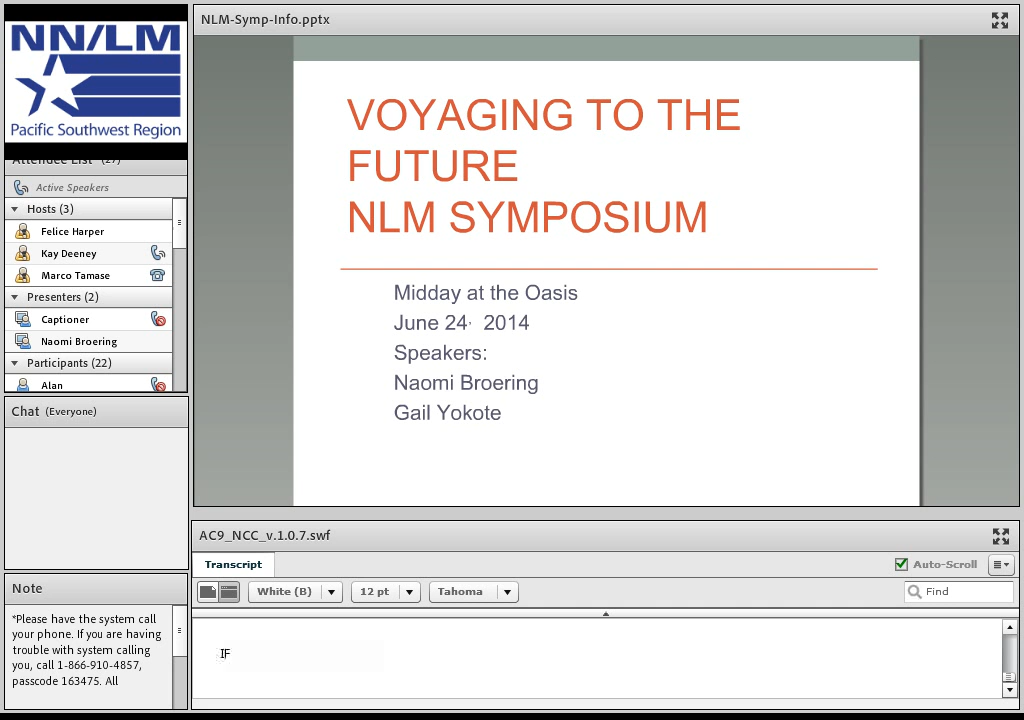 NN/LM
Pacific Southwest Region
Attendee List (27)
Active Speakers
Hosts (3)
Felice Harper
Kay Deeney
Marco Tamase
Presenters (2)
Captioner
Naomi Broering
Participants (22)
Alan
Chat (Everyone)
Note
*Please have the system call
your phone. If you are having
trouble with system calling
you, call 1-866-910-4857,
passcode 163475. All
NLM-Symp-Info.pptx
VOYAGING TO THE
FUTURE
NLM SYMPOSIUM
Midday at the Oasis
June 24, 2014
Speakers:
Naomi Broering
Gail Yokote
AC9_NCC_v.1.0.7.swf
Transcript
Auto-Scroll
White (B)
12 pt
Tahoma
Find
IF